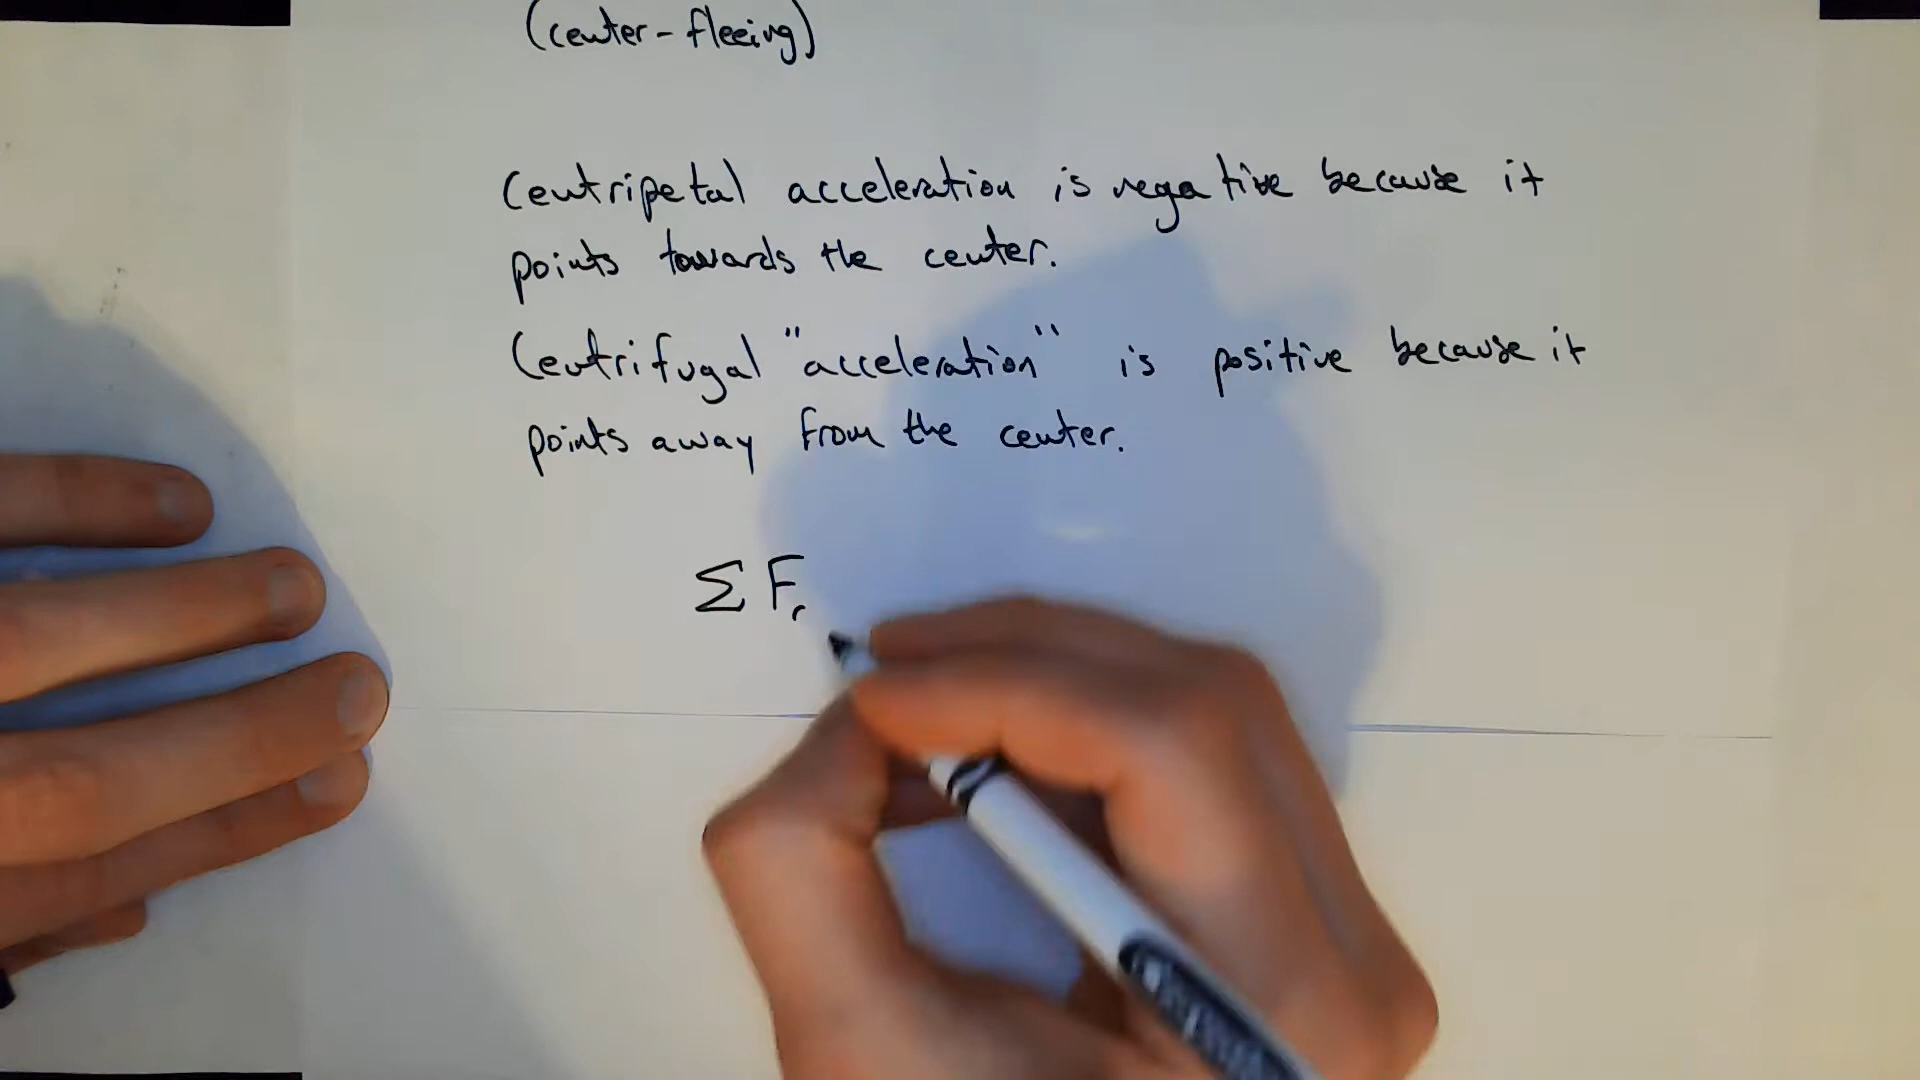 (center-fleeing)
Centripetal acceleration is negative because it
points towards the center.
Centrifugal "acceleration" is positive because it
points away from the center.
Σ Fr